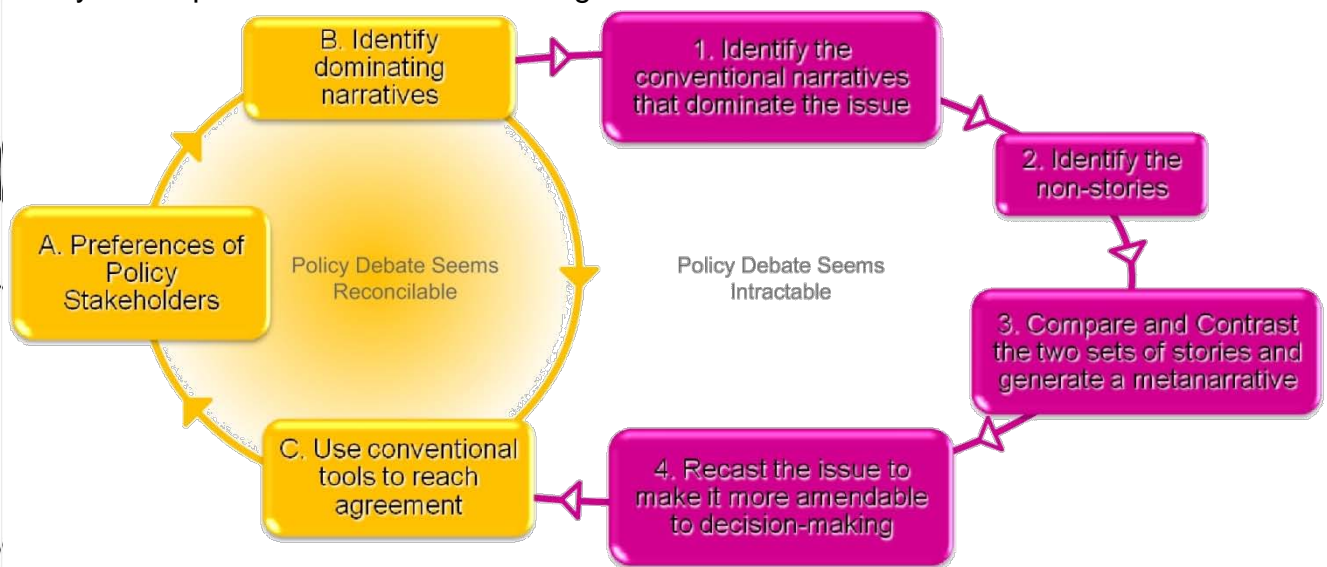 B. Identify
dominating
narratives
1. Identify the
conventional narratives
that dominate the issue
2. Identify the
non-stories
A. Preferences of
Policy
Stakeholders
Policy Debate Seems
Reconcilable
Policy Debate Seems
Intractable
3. Compare and Contrast
the two sets of stories and
generate a metanarrative
C. Use conventional
tools to reach
agreement
4. Recast the issue to
make it more amendable
to decision-making